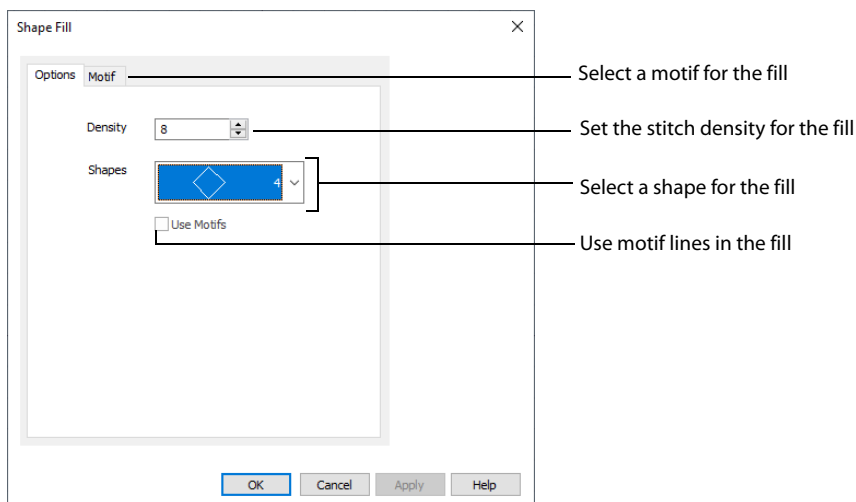 Shape Fill
Options Motif
Select a motif for the fill
Density 8
Set the stitch density for the fill
Shapes 4
Select a shape for the fill
Use Motifs
Use motif lines in the fill
OK Cancel Apply Help